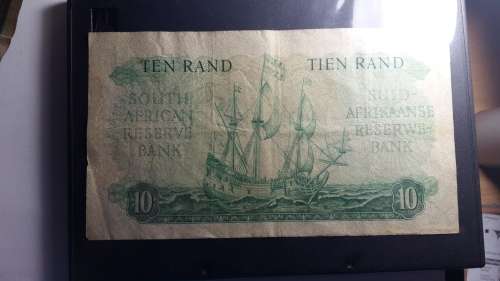 TEN RAND TIEN RAND
SOUTH
AFRICAN
RESERVE
BANK
SUID-
AFRIKAANSE
RESERWE-
BANK
10 10